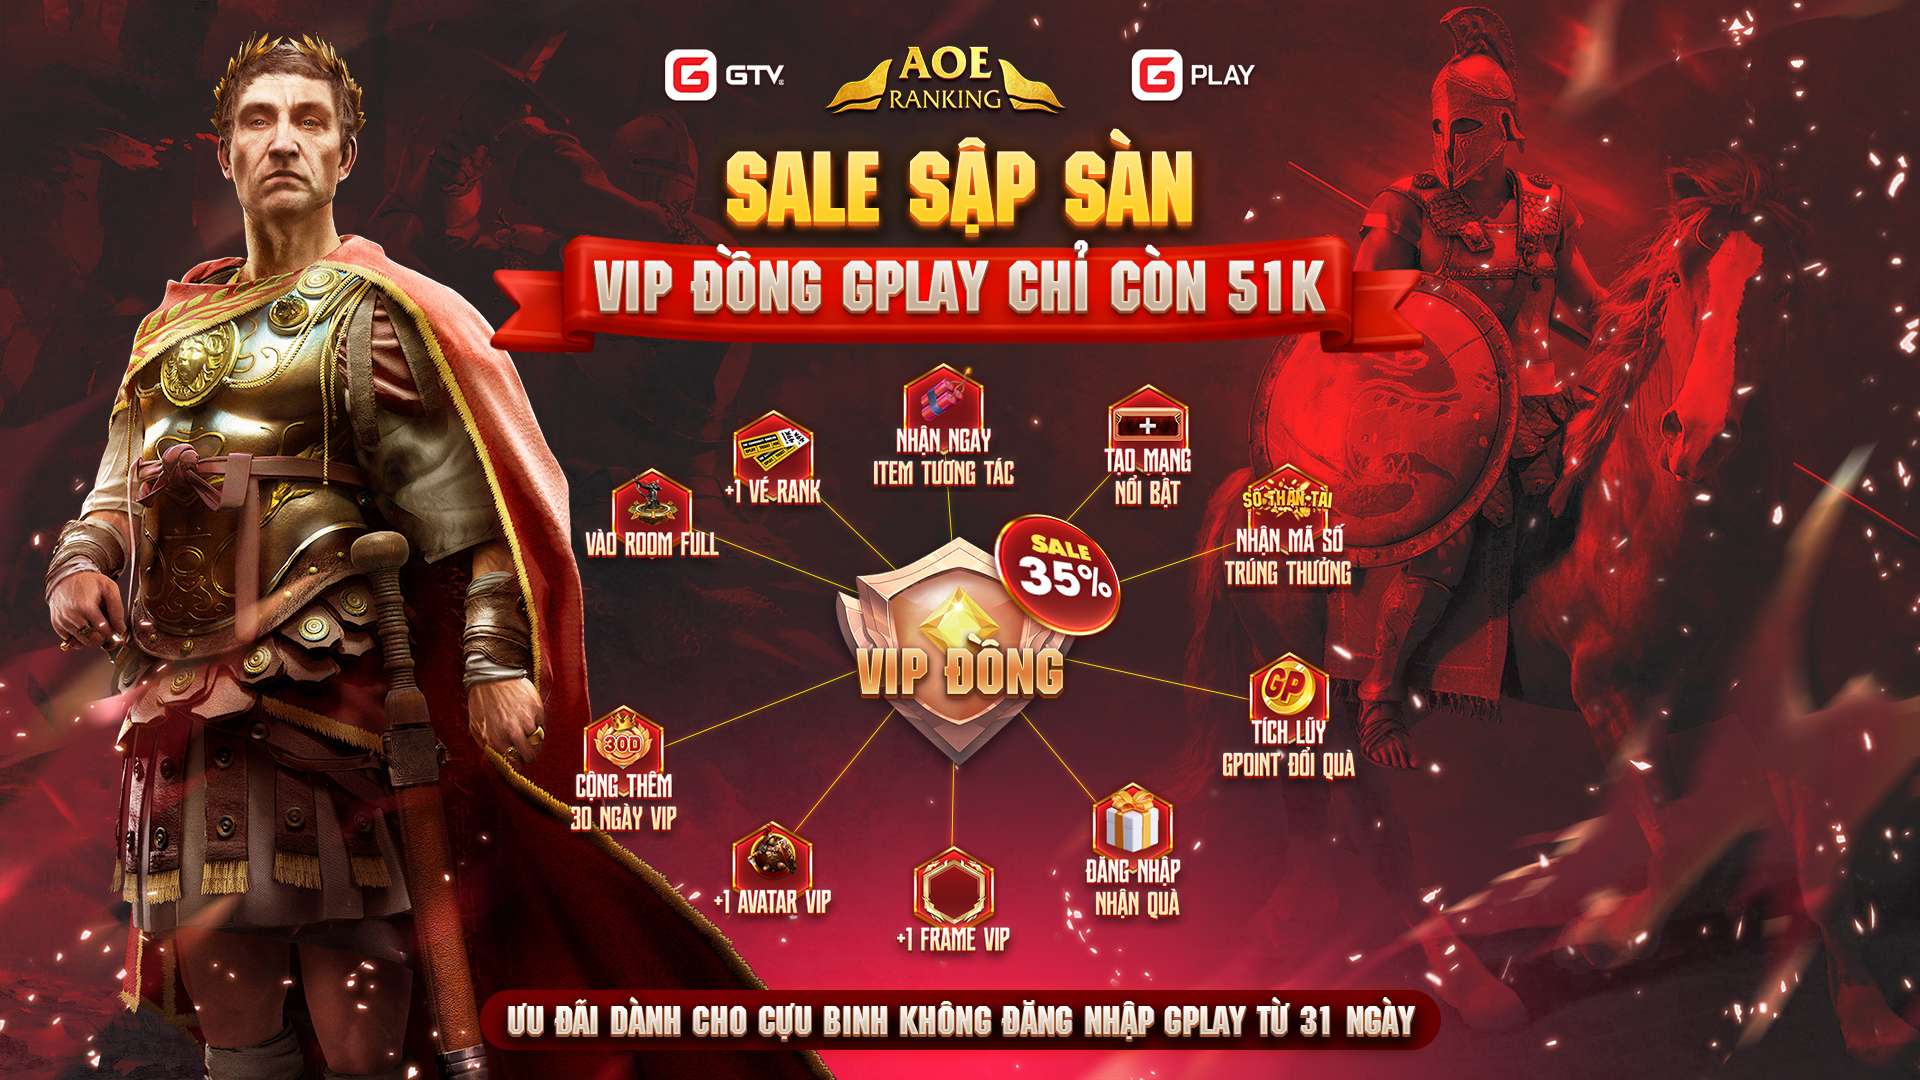 GTV
AOE
RANKING
PLAY
SALE SẬP SÀN
VIP ĐỒNG GPLAY CHỈ CÒN 51K
NHẬN NGAY
ITEM TƯƠNG TÁC
TẠO MẠNG
NỔI BẬT
+1 VÉ RANK
VÀO ROOM FULL
SỐ THẦN TÀI
NHẬN MÃ SỐ
TRÚNG THƯỞNG
SALE
35%
VIP ĐỒNG
GP
TÍCH LŨY
GPOINT ĐỔI QUÀ
30D
CỘNG THÊM
30 NGÀY VIP
ĐĂNG NHẬP
NHẬN QUÀ
+1 AVATAR VIP
+1 FRAME VIP
ƯU ĐÃI DÀNH CHO CỰU BINH KHÔNG ĐĂNG NHẬP GPLAY TỪ 31 NGÀY